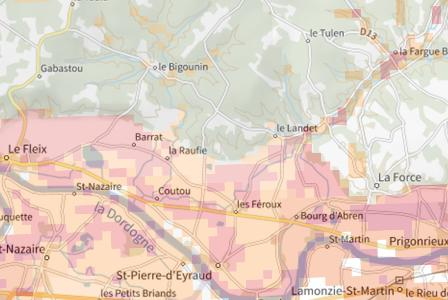 le Tulen
D13
la Fargue B
Gabastou
le Bigounin
le Landet
Barrat
Le Fleix
la Raufie
La Force
St-Nazaire
Coutou
les Féroux
la Dordogne
Bourg d'Abren
uquette
St-Martin
Prigonrieu
t-Nazaire
St-Pierre-d'Eyraud
les Petits Briands
Lamonzie-St-Martin
le Rieu d